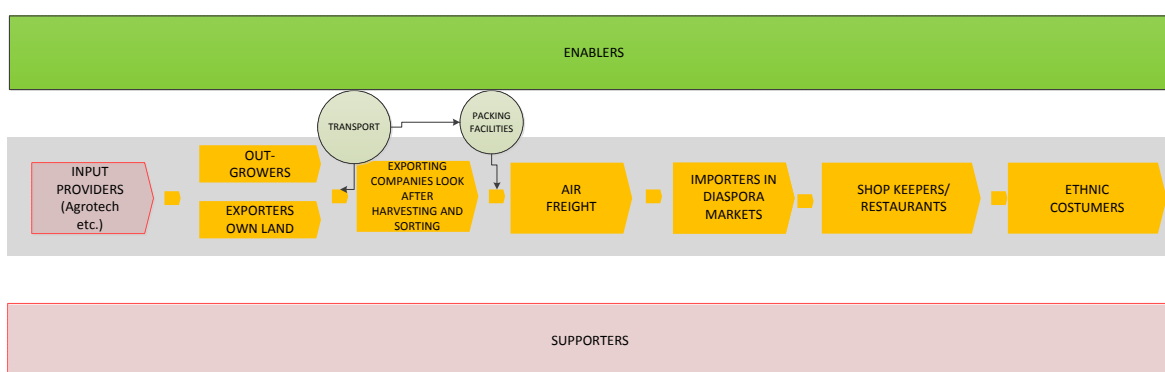 ENABLERS
TRANSPORT
PACKING
FACILITIES
INPUT
PROVIDERS
(Agrotech
etc.)
OUT-
GROWERS
EXPORTERS
OWN LAND
EXPORTING
COMPANIES LOOK
AFTER
HARVESTING AND
SORTING
AIR
FREIGHT
IMPORTERS IN
DIASPORA
MARKETS
SHOP KEEPERS/
RESTAURANTS
ETHNIC
COSTUMERS
SUPPORTERS